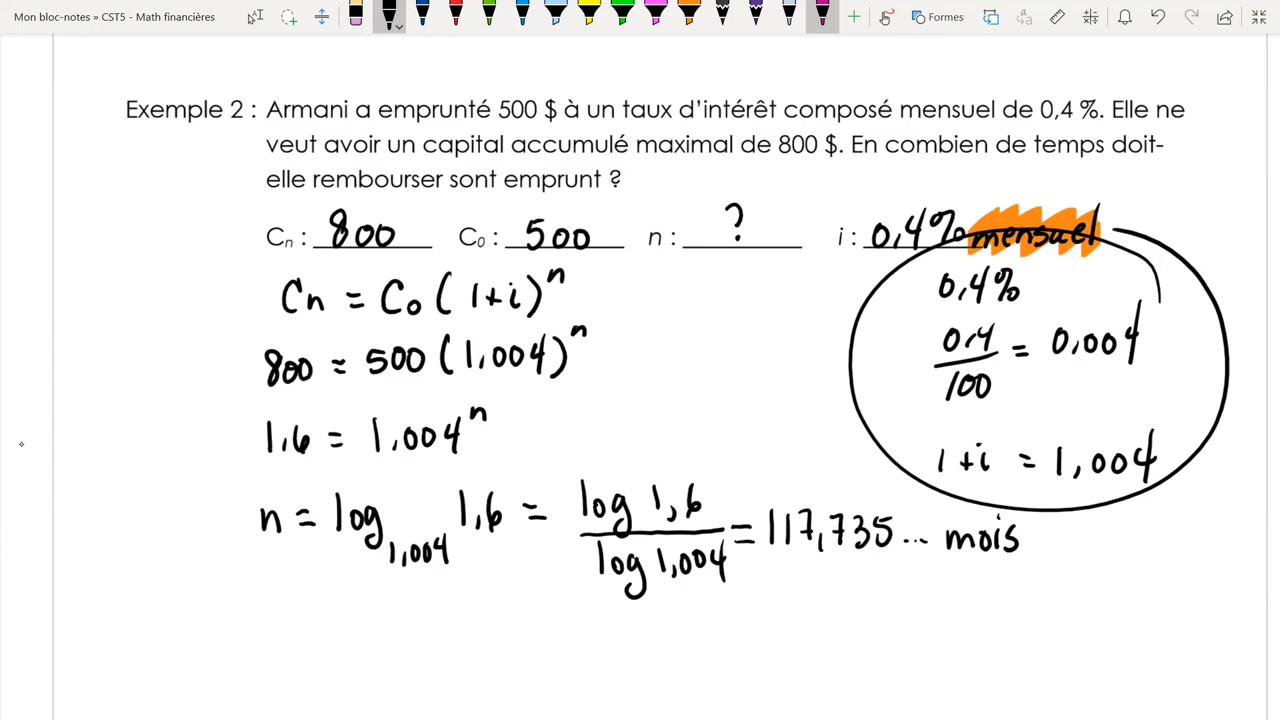 Mon bloc-notes » CST5 - Math financières
Formes
Exemple 2 : Armani a emprunté 500 $ à un taux d'intérêt composé mensuel de 0,4 %. Elle ne
veut avoir un capital accumulé maximal de 800 $. En combien de temps doit-
elle rembourser sont emprunt ?
Cn : 800 C0 : 500 n : ? i : 0,4% mensuel
0,4%
Cn = C0 (1+i)^n
0,4/100 = 0,004
800 = 500 (1,004)^n
1,6 = 1,004^n
1+i = 1,004
n = log_1,004 1,6 = log 1,6 / log 1,004 = 117,735... mois